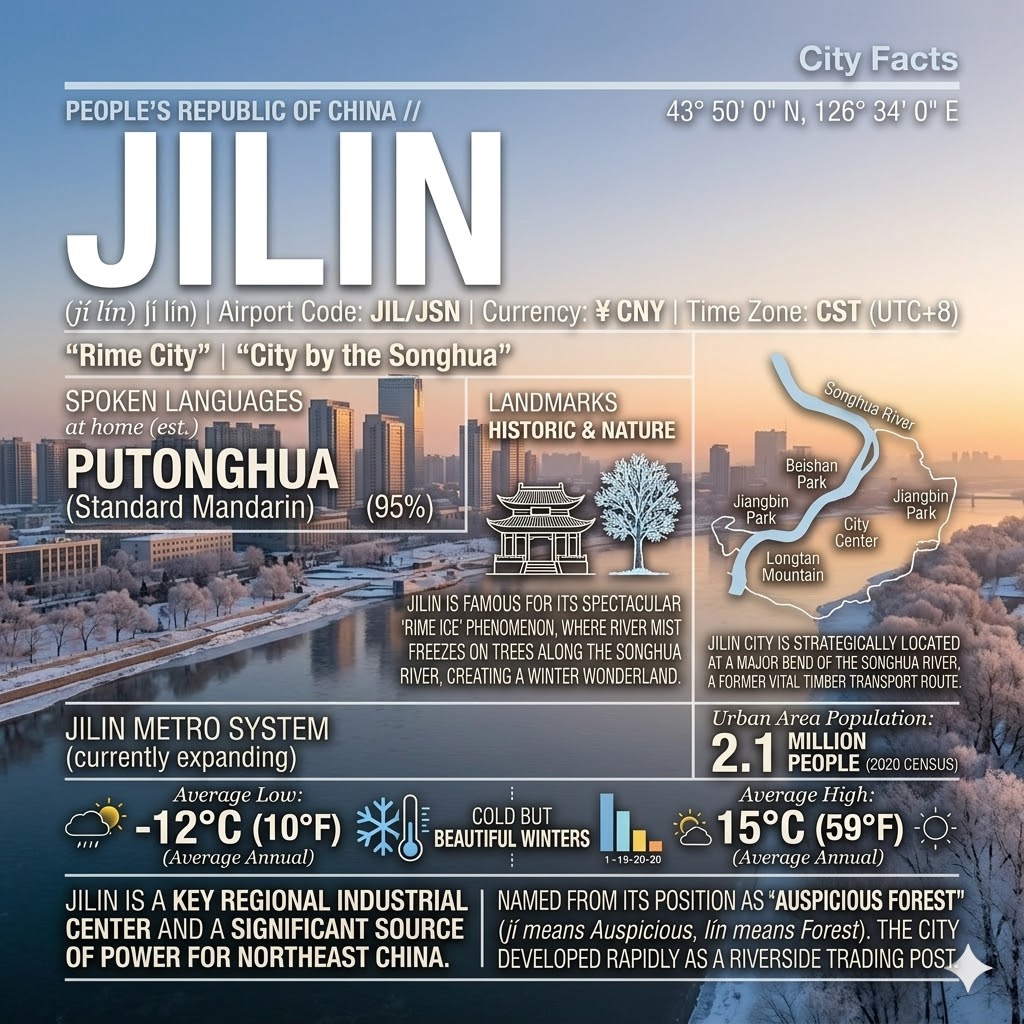 City Facts
PEOPLE'S REPUBLIC OF CHINA //
43° 50' 0" N, 126° 34' 0" E
JILIN
(jí lín) ʃí lín) | Airport Code: JIL/JSN | Currency: ¥ CNY | Time Zone: CST (UTC+8)
“Rime City” | “City by the Songhua”
SPOKEN LANGUAGES
at home (est.)
PUTONGHUA
(Standard Mandarin) (95%)
LANDMARKS
HISTORIC & NATURE
JILIN IS FAMOUS FOR ITS SPECTACULAR
'RIME ICE' PHENOMENON, WHERE RIVER MIST
FREEZES ON TREES ALONG THE SONGHUA
RIVER, CREATING A WINTER WONDERLAND.
Songhua River
Beishan
Park
Jiangbin
Park
Jiangbin
Park
City
Center
Longtan
Mountain
JILIN CITY IS STRATEGICALLY LOCATED
AT A MAJOR BEND OF THE SONGHUA RIVER,
A FORMER VITAL TIMBER TRANSPORT ROUTE.
JILIN METRO SYSTEM
(currently expanding)
Urban Area Population:
2.1 MILLION
PEOPLE (2020 CENSUS)
Average Low:
-12°C (10°F)
(Average Annual)
COLD BUT
BEAUTIFUL WINTERS
1-19-20-20
Average High:
15°C (59°F)
(Average Annual)
JILIN IS A KEY REGIONAL INDUSTRIAL
CENTER AND A SIGNIFICANT SOURCE
OF POWER FOR NORTHEAST CHINA.
NAMED FROM ITS POSITION AS “AUSPICIOUS FOREST”
(jí means Auspicious, lín means Forest). THE CITY
DEVELOPED RAPIDLY AS A RIVERSIDE TRADING POST.